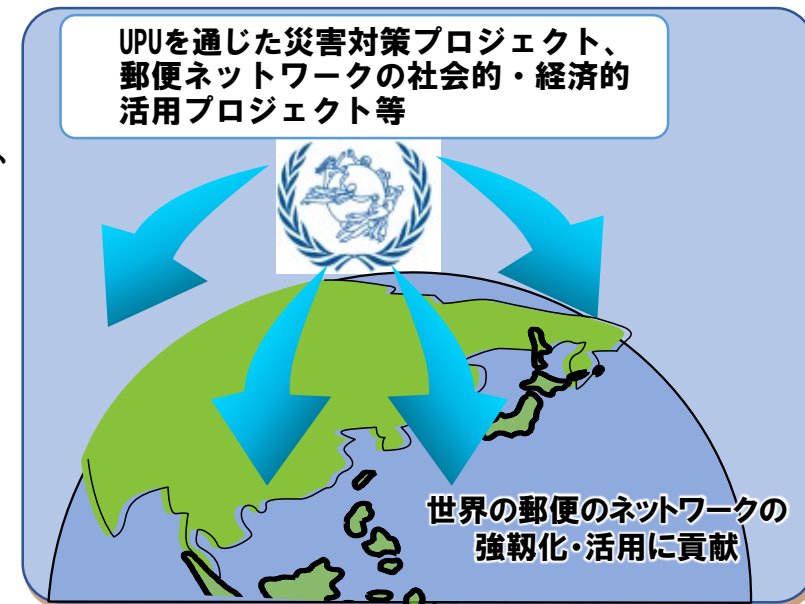 UPUを通じた災害対策プロジェクト、
郵便ネットワークの社会的・経済的
活用プロジェクト等
、
世界の郵便のネットワークの
強靱化・活用に貢献